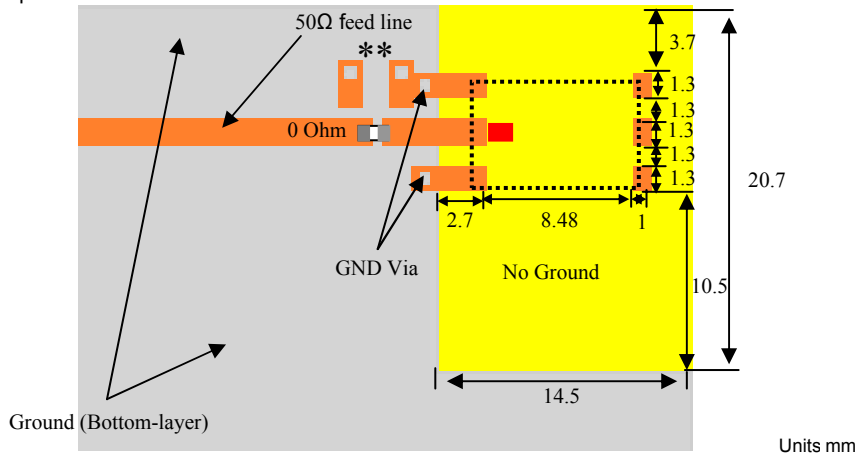 50Ω feed line
**
3.7
1.3
1.3
0 Ohm
1.3
1.3
1.3
20.7
2.7
8.48
1
GND Via
No Ground
10.5
14.5
Ground (Bottom-layer)
Units mm